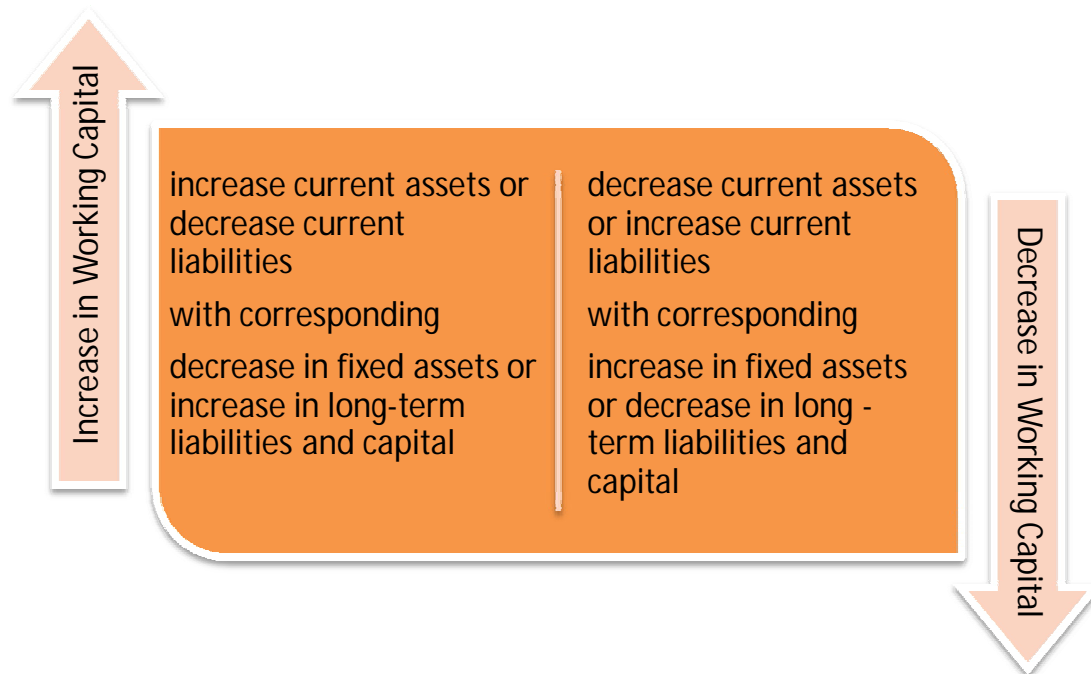 Increase in Working Capital
increase current assets or
decrease current
liabilities
with corresponding
decrease in fixed assets or
increase in long-term
liabilities and capital
decrease current assets
or increase current
liabilities
with corresponding
increase in fixed assets
or decrease in long -
term liabilities and
capital
Decrease in Working Capital